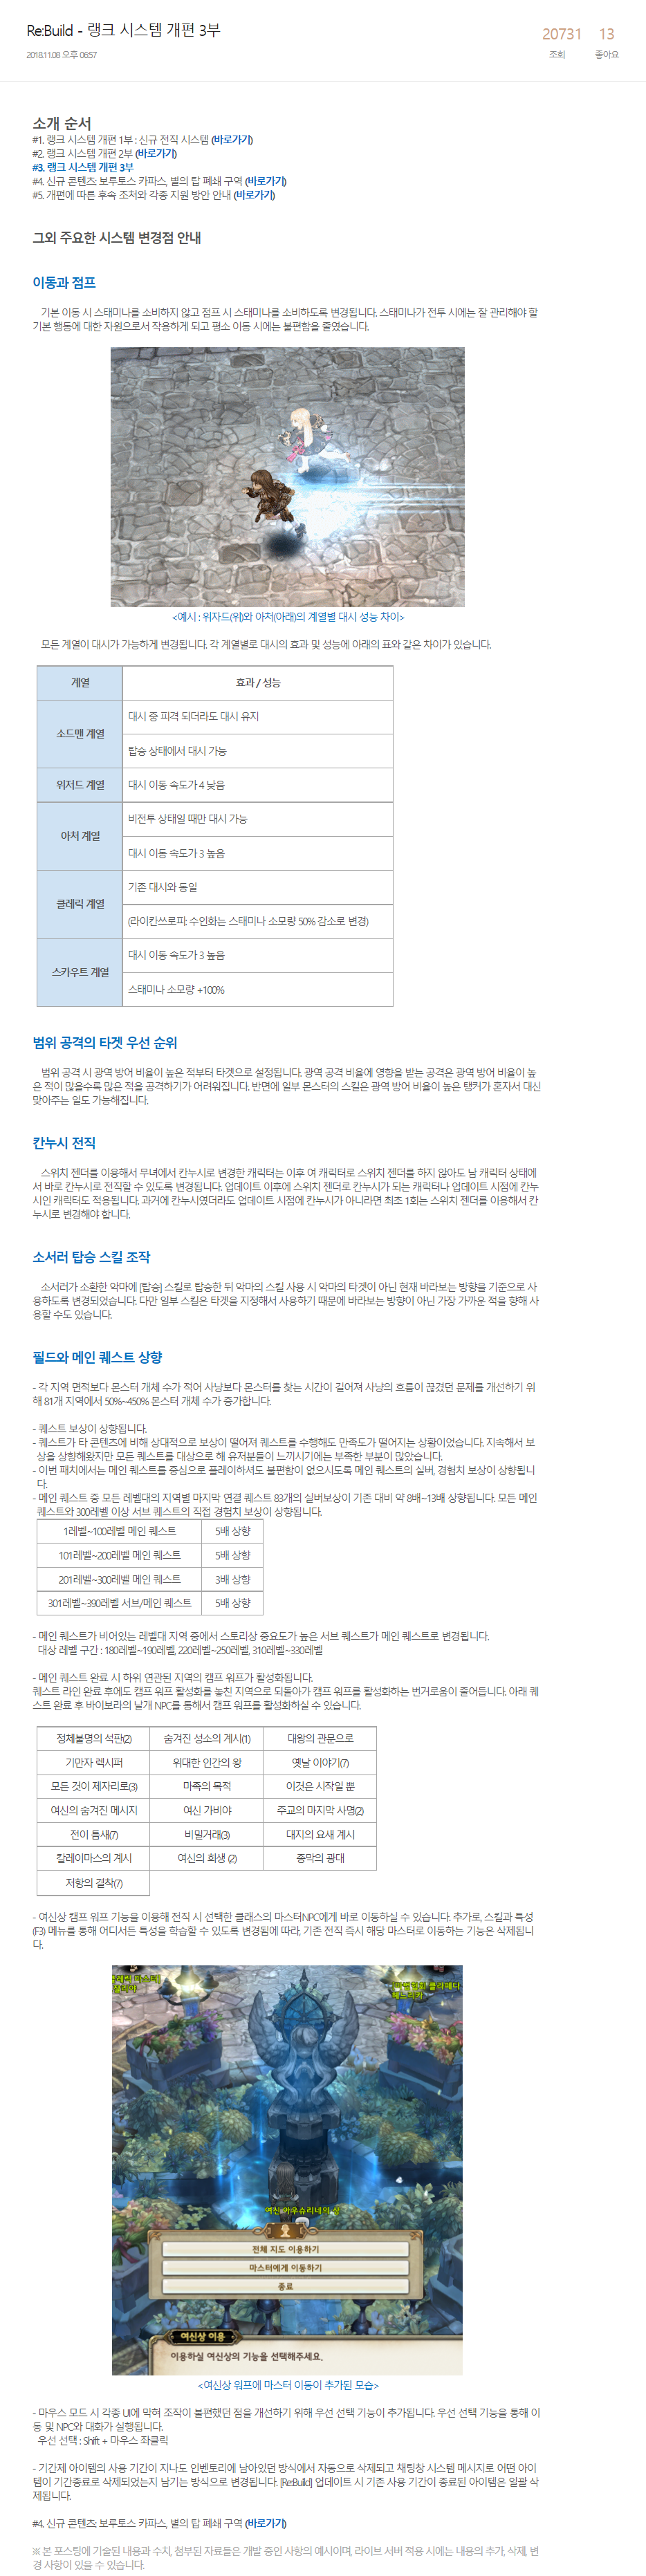 Re:Build - 랭크 시스템 개편 3부
2018.11.08 오후 06:57
20731 13
조회 좋아요
소개 순서
#1. 랭크 시스템 개편 1부 : 신규 전직 시스템 (바로가기)
#2. 랭크 시스템 개편 2부 (바로가기)
#3. 랭크 시스템 개편 3부
#4. 신규 콘텐츠: 보루토스 카파스, 별의 탑 폐쇄 구역 (바로가기)
#5. 개편에 따른 후속 조처와 각종 지원 방안 안내 (바로가기)
그외 주요한 시스템 변경점 안내
이동과 점프
기본 이동 시 스태미나를 소비하지 않고 점프 시 스태미나를 소비하도록 변경됩니다. 스태미나가 전투 시에는 잘 관리해야 할
기본 행동에 대한 자원으로서 작용하게 되고 평소 이동 시에는 불편함을 줄였습니다.
<예시 : 위자드(위)와 아처(아래)의 계열별 대시 성능 차이>
모든 계열이 대시가 가능하게 변경됩니다. 각 계열별로 대시의 효과 및 성능에 아래의 표와 같은 차이가 있습니다.
계열 효과 / 성능
소드맨 계열
대시 중 피격 되더라도 대시 유지
탑승 상태에서 대시 가능
위저드 계열 대시 이동 속도가 4 낮음
아처 계열
비전투 상태일 때만 대시 가능
대시 이동 속도가 3 높음
클레릭 계열
기존 대시와 동일
(라이칸쓰로피: 수인화는 스태미나 소모량 50% 감소로 변경)
스카우트 계열
대시 이동 속도가 3 높음
스태미나 소모량 +100%
범위 공격의 타겟 우선 순위
범위 공격 시 광역 방어 비율이 높은 적부터 타겟으로 설정됩니다. 광역 공격 비율에 영향을 받는 공격은 광역 방어 비율이 높
은 적이 많을수록 많은 적을 공격하기가 어려워집니다. 반면에 일부 몬스터의 스킬은 광역 방어 비율이 높은 탱커가 혼자서 대신
맞아주는 일도 가능해집니다.
칸누시 전직
스위치 젠더를 이용해서 무녀에서 칸누시로 변경한 캐릭터는 이후 여 캐릭터로 스위치 젠더를 하지 않아도 남 캐릭터 상태에
서 바로 칸누시로 전직할 수 있도록 변경됩니다. 업데이트 이후에 스위치 젠더로 칸누시가 되는 캐릭터나 업데이트 시점에 칸누
시인 캐릭터도 적용됩니다. 과거에 칸누시였더라도 업데이트 시점에 칸누시가 아니라면 최초 1회는 스위치 젠더를 이용해서 칸
누시로 변경해야 합니다.
소서러 탑승 스킬 조작
소서러가 소환한 악마에 [탑승] 스킬로 탑승한 뒤 악마의 스킬 사용 시 악마의 타겟이 아닌 현재 바라보는 방향을 기준으로 사
용하도록 변경되었습니다. 다만 일부 스킬은 타겟을 지정해서 사용하기 때문에 바라보는 방향이 아닌 가장 가까운 적을 향해 사
용할 수도 있습니다.
필드와 메인 퀘스트 상향
- 각 지역 면적보다 몬스터 개체 수가 적어 사냥보다 몬스터를 찾는 시간이 길어져 사냥의 흐름이 끊겼던 문제를 개선하기 위
해 81개 지역에서 50%~450% 몬스터 개체 수가 증가합니다.
- 퀘스트 보상이 상향됩니다.
- 퀘스트가 타 콘텐츠에 비해 상대적으로 보상이 떨어져 퀘스트를 수행해도 만족도가 떨어지는 상황이었습니다. 지속해서 보
상을 상향해왔지만 모든 퀘스트를 대상으로 해 유저분들이 느끼시기에는 부족한 부분이 많았습니다.
- 이번 패치에서는 메인 퀘스트를 중심으로 플레이하셔도 불편함이 없으시도록 메인 퀘스트의 실버, 경험치 보상이 상향됩니
다.
- 메인 퀘스트 중 모든 레벨대의 지역별 마지막 연결 퀘스트 83개의 실버보상이 기존 대비 약 8배~13배 상향됩니다. 모든 메인
퀘스트와 300레벨 이상 서브 퀘스트의 직접 경험치 보상이 상향됩니다.
1레벨~100레벨 메인 퀘스트 5배 상향
101레벨~200레벨 메인 퀘스트 5배 상향
201레벨~300레벨 메인 퀘스트 3배 상향
301레벨~390레벨 서브/메인 퀘스트 5배 상향
- 메인 퀘스트가 비어있는 레벨대 지역 중에서 스토리상 중요도가 높은 서브 퀘스트가 메인 퀘스트로 변경됩니다.
대상 레벨 구간 : 180레벨~190레벨, 220레벨~250레벨, 310레벨~330레벨
- 메인 퀘스트 완료 시 하위 연관된 지역의 캠프 워프가 활성화됩니다.
퀘스트 라인 완료 후에도 캠프 워프 활성화를 놓친 지역으로 되돌아가 캠프 워프를 활성화하는 번거로움이 줄어듭니다. 아래 퀘
스트 완료 후 바이보라의 날개 NPC를 통해서 캠프 워프를 활성화하실 수 있습니다.
정체불명의 석판(2) 숨겨진 성소의 계시(1) 대왕의 관문으로
기만자 렉시퍼 위대한 인간의 왕 옛날 이야기(7)
모든 것이 제자리로(3) 마족의 목적 이것은 시작일 뿐
여신의 숨겨진 메시지 여신 가비야 주교의 마지막 사명(2)
전이 틈새(7) 비밀거래(3) 대지의 요새 계시
칼레이마스의 계시 여신의 희생 (2) 종막의 광대
저항의 결착(7)
- 여신상 캠프 워프 기능을 이용해 전직 시 선택한 클래스의 마스터NPC에게 바로 이동하실 수 있습니다. 추가로, 스킬과 특성
(F3) 메뉴를 통해 어디서든 특성을 학습할 수 있도록 변경됨에 따라, 기존 전직 즉시 해당 마스터로 이동하는 기능은 삭제됩니
다.
여신 아우슈리네의 상
전체 지도 이용하기
마스터에게 이동하기
종료
여신상 이용
이용하실 여신상의 기능을 선택해주세요.
<여신상 워프에 마스터 이동이 추가된 모습>
- 마우스 모드 시 각종 UI에 막혀 조작이 불편했던 점을 개선하기 위해 우선 선택 기능이 추가됩니다. 우선 선택 기능을 통해 이
동 및 NPC와 대화가 실행됩니다.
우선 선택 : Shift + 마우스 좌클릭
- 기간제 아이템의 사용 기간이 지나도 인벤토리에 남아있던 방식에서 자동으로 삭제되고 채팅창 시스템 메시지로 어떤 아이
템이 기간종료로 삭제되었는지 남기는 방식으로 변경됩니다. [Re:Build] 업데이트 시 기존 사용 기간이 종료된 아이템은 일괄 삭
제됩니다.
#4. 신규 콘텐츠: 보루토스 카파스, 별의 탑 폐쇄 구역 (바로가기)
※ 본 포스팅에 기술된 내용과 수치, 첨부된 자료들은 개발 중인 사항의 예시이며, 라이브 서버 적용 시에는 내용의 추가, 삭제, 변
경 사항이 있을 수 있습니다.